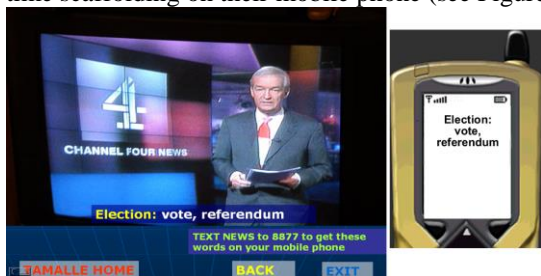 time scaffolding on their mobile phone (see Figure
4
CHANNEL FOUR NEWS
Election: vote, referendum
TEXT NEWS to 8877 to get these
words on your mobile phone
TAMALLE HOME
BACK
EXIT
Election:
vote,
referendum